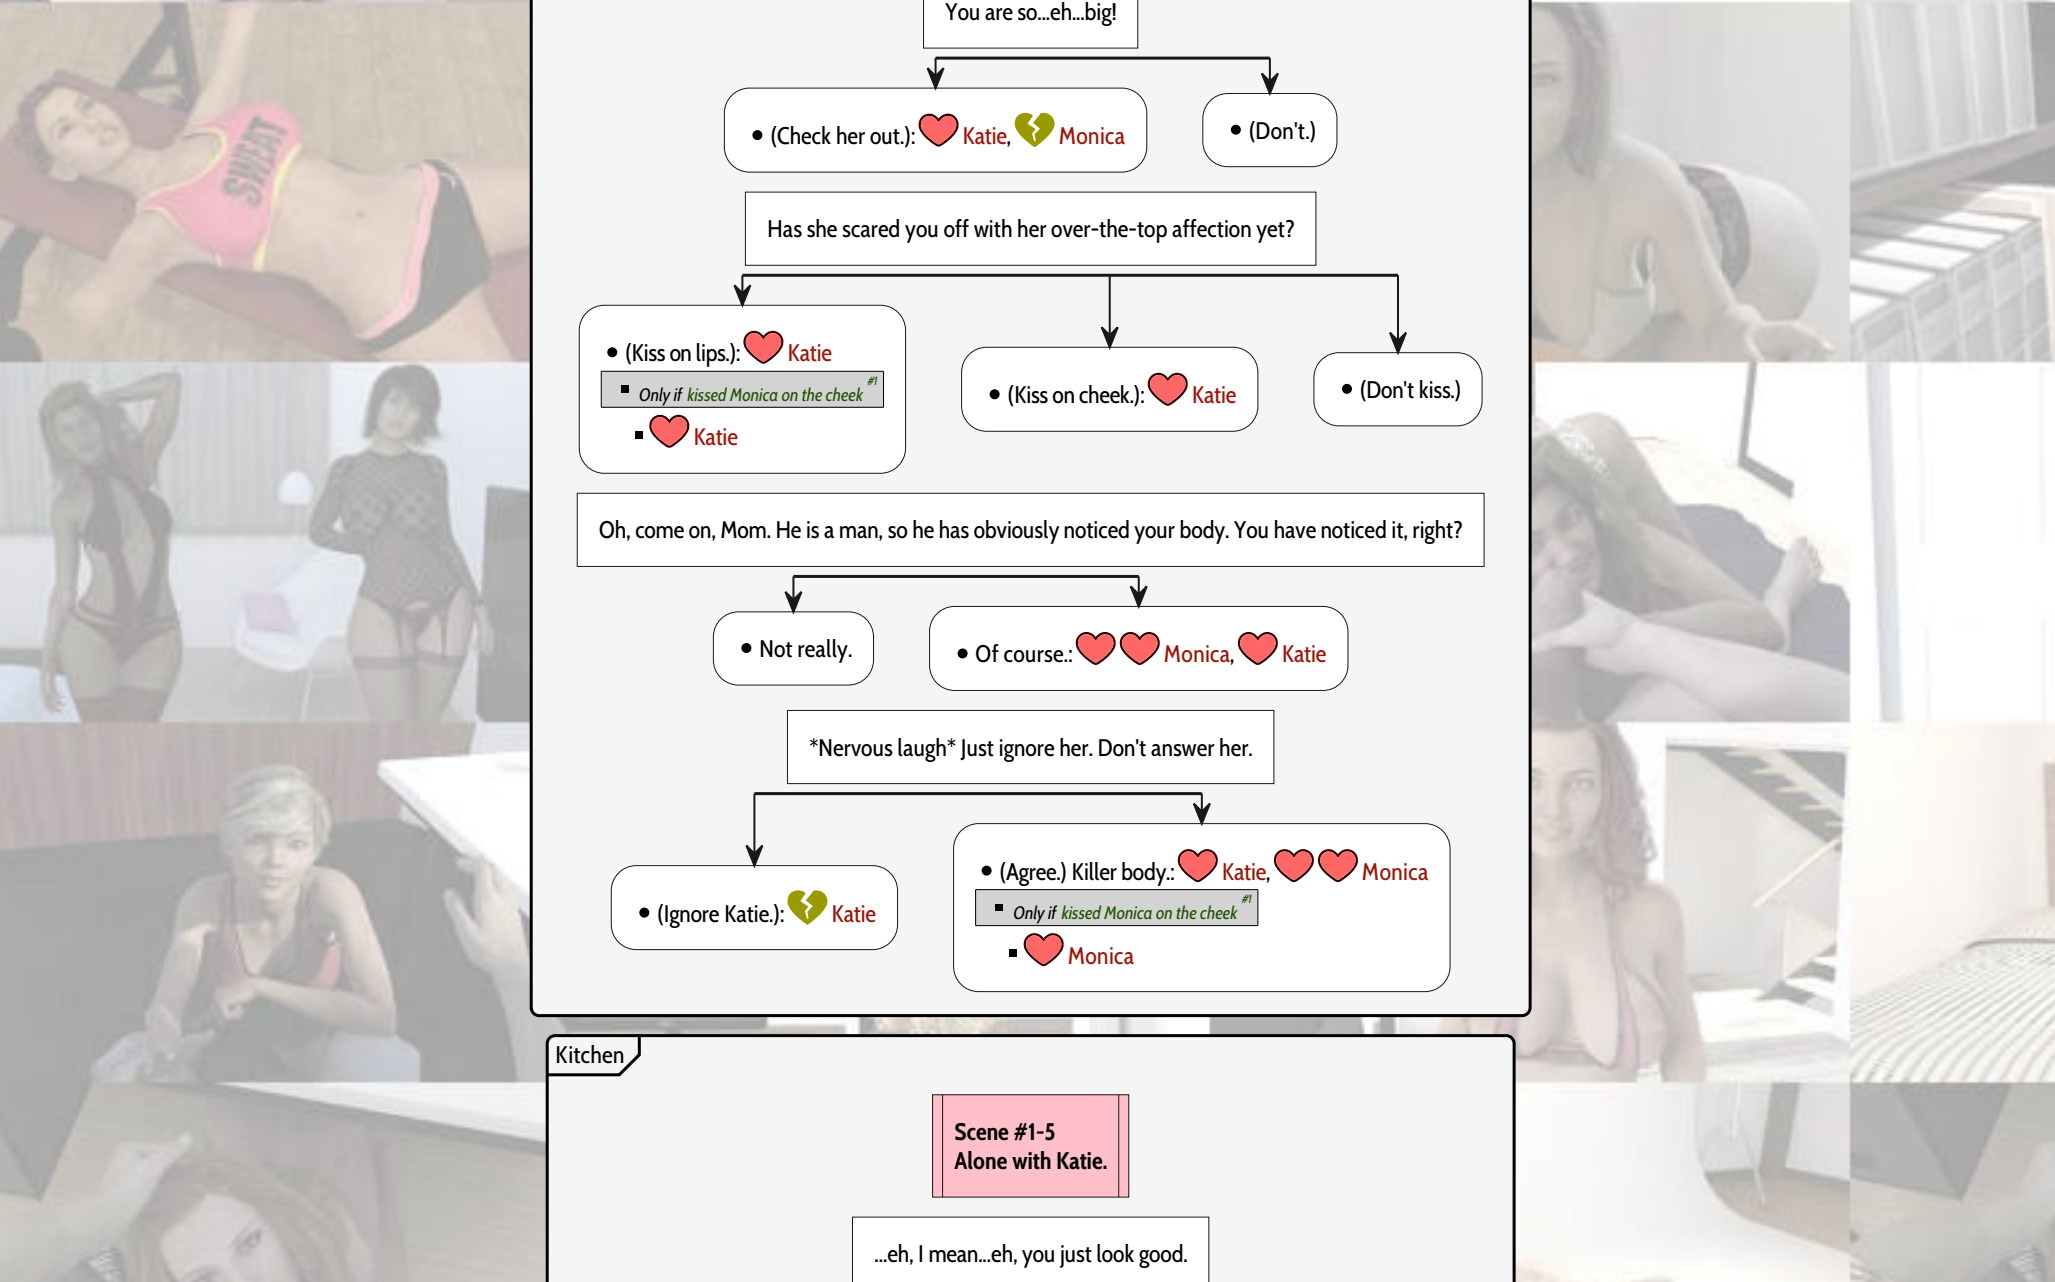 You are so...eh...big!
• (Check her out.): Katie, Monica
• (Don't.)
Has she scared you off with her over-the-top affection yet?
• (Kiss on lips.): Katie
▪ Only if kissed Monica on the cheek #1
▪ Katie
• (Kiss on cheek.): Katie
• (Don't kiss.)
Oh, come on, Mom. He is a man, so he has obviously noticed your body. You have noticed it, right?
• Not really.
• Of course.: Monica, Katie
*Nervous laugh* Just ignore her. Don't answer her.
• (Ignore Katie.): Katie
• (Agree.) Killer body.: Katie, Monica
▪ Only if kissed Monica on the cheek #1
▪ Monica
Kitchen
Scene #1-5
Alone with Katie.
...eh, I mean...eh, you just look good.
SWEAT